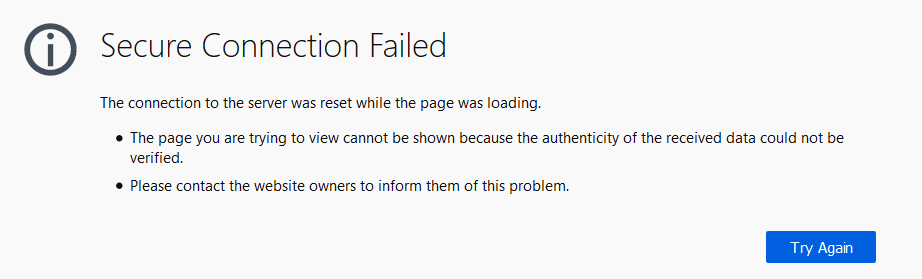 Secure Connection Failed
The connection to the server was reset while the page was loading.
• The page you are trying to view cannot be shown because the authenticity of the received data could not be
verified.
• Please contact the website owners to inform them of this problem.
Try Again